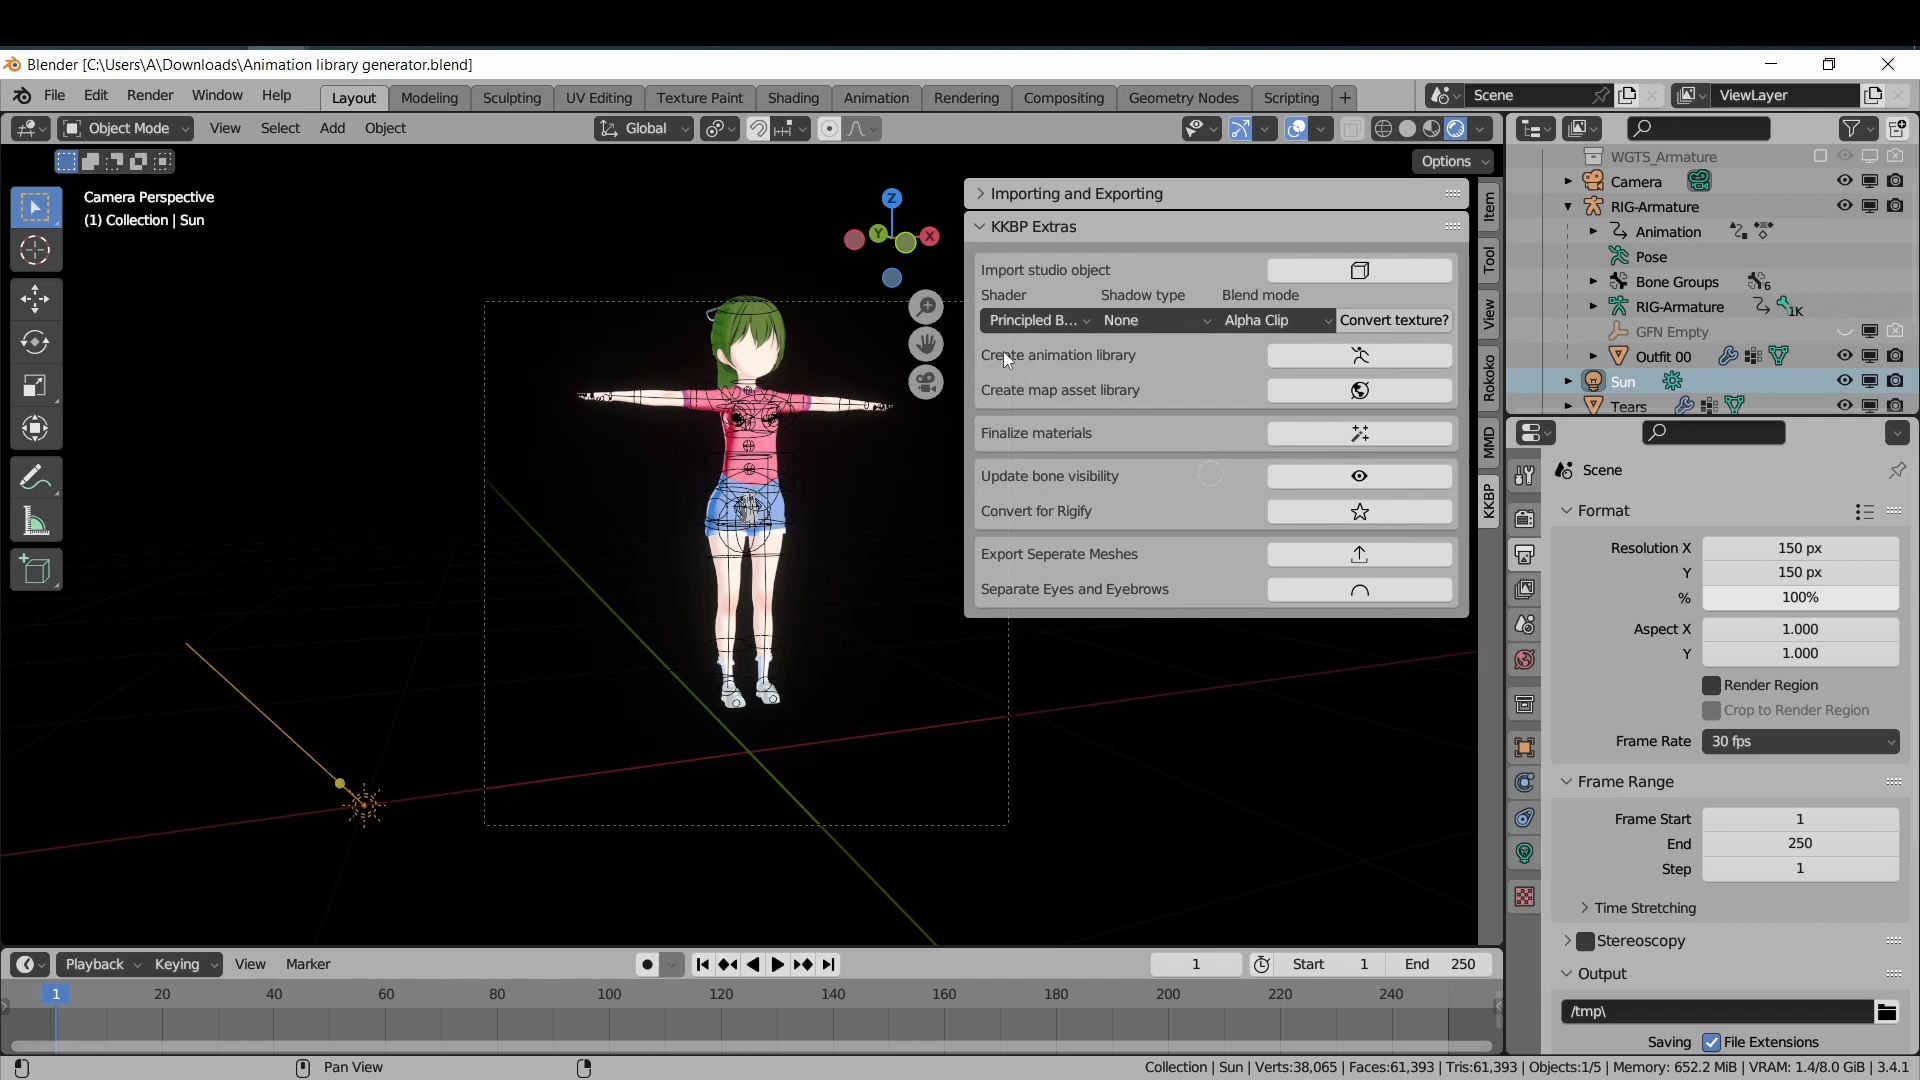 Blender [C:\Users\A\Downloads\Animation library generator.blend]
File Edit Render Window Help Layout Modeling Sculpting UV Editing Texture Paint Shading Animation Rendering Compositing Geometry Nodes Scripting + Scene ViewLayer
Object Mode View Select Add Object Global
Options
Camera Perspective
(1) Collection | Sun
Z
Y
X
Importing and Exporting
KKBP Extras
Import studio object
Shader Shadow type Blend mode
Principled B... None Alpha Clip Convert texture?
Create animation library
Create map asset library
Finalize materials
Update bone visibility
Convert for Rigify
Export Seperate Meshes
Separate Eyes and Eyebrows
Item
Tool
View
Rokoko
MMD
KKBP
WGTS_Armature
Camera
RIG-Armature
Animation
Pose
Bone Groups 6
RIG-Armature 1K
GFN Empty
Outfit 00
Sun
Tears
Scene
Format
Resolution X 150 px
Y 150 px
% 100%
Aspect X 1.000
Y 1.000
Render Region
Crop to Render Region
Frame Rate 30 fps
Frame Range
Frame Start 1
End 250
Step 1
Time Stretching
Stereoscopy
Output
/tmp\
Saving File Extensions
Playback Keying View Marker 1 Start 1 End 250
1 20 40 60 80 100 120 140 160 180 200 220 240
Pan View
Collection | Sun | Verts:38,065 | Faces:61,393 | Tris:61,393 | Objects:1/5 | Memory: 652.2 MiB | VRAM: 1.4/8.0 GiB | 3.4.1